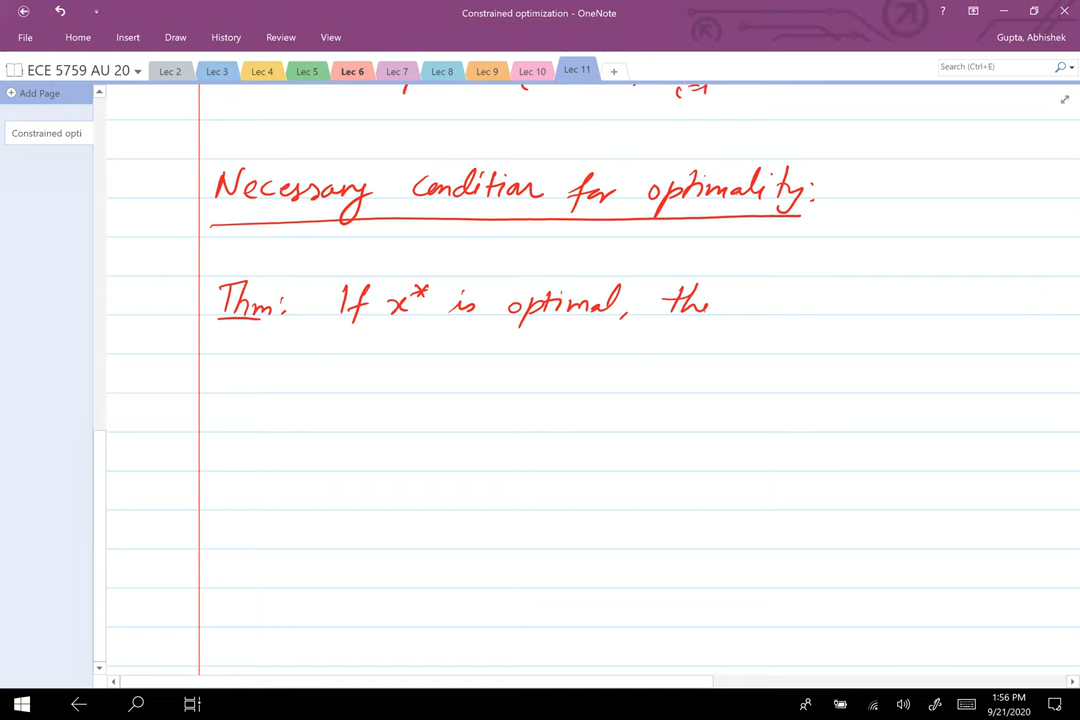 Constrained optimization - OneNote
?
File Home Insert Draw History Review View
Gupta, Abhishek
ECE 5759 AU 20
Lec 2 Lec 3 Lec 4 Lec 5 Lec 6 Lec 7 Lec 8 Lec 9 Lec 10 Lec 11 +
Search (Ctrl+E)
Add Page
Constrained opti
i=1
Necessary condition for optimality:
Thm: If x* is optimal, the
1:56 PM
9/21/2020